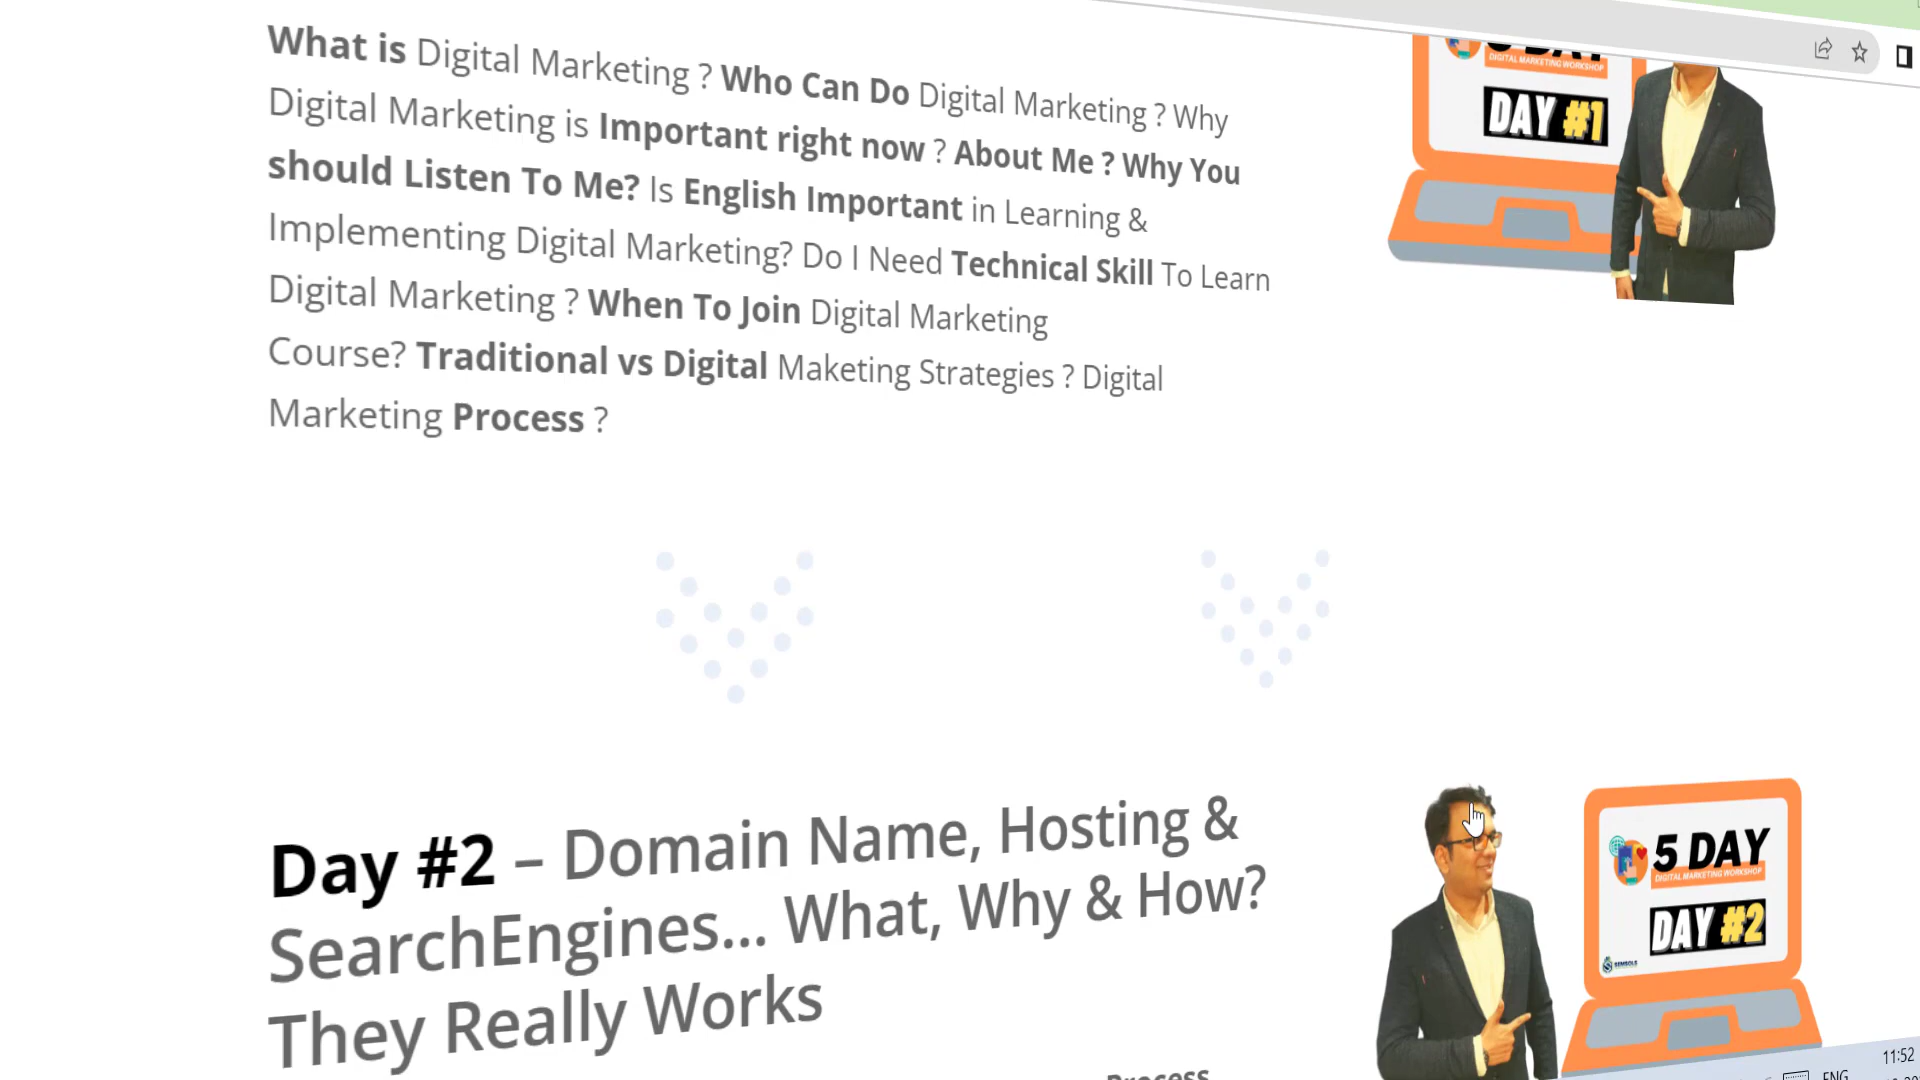 What is Digital Marketing ? Who Can Do Digital Marketing ? Why
Digital Marketing is Important right now ? About Me ? Why You
should Listen To Me? Is English Important in Learning &
Implementing Digital Marketing? Do I Need Technical Skill To Learn
Digital Marketing ? When To Join Digital Marketing
Course? Traditional vs Digital Maketing Strategies ? Digital
Marketing Process ?
DIGITAL MARKETING WORKSHOP
DAY #1
Day #2 – Domain Name, Hosting &
SearchEngines... What, Why & How?
They Really Works
5 DAY
DIGITAL MARKETING WORKSHOP
DAY #2
SEMSOLS
Process
11:52
ENG